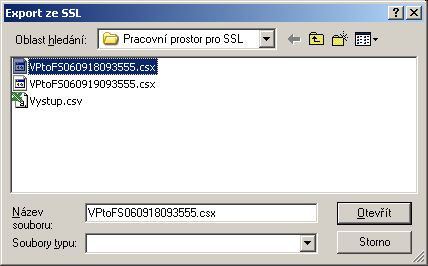 Export ze SSL
Oblast hledání: Pracovní prostor pro SSL
VPtoFS060918093555.csx
VPtoFS060919093555.csx
Vystup.csv
Název souboru: VPtoFS060918093555.csx
Otevřít
Soubory typu:
Storno